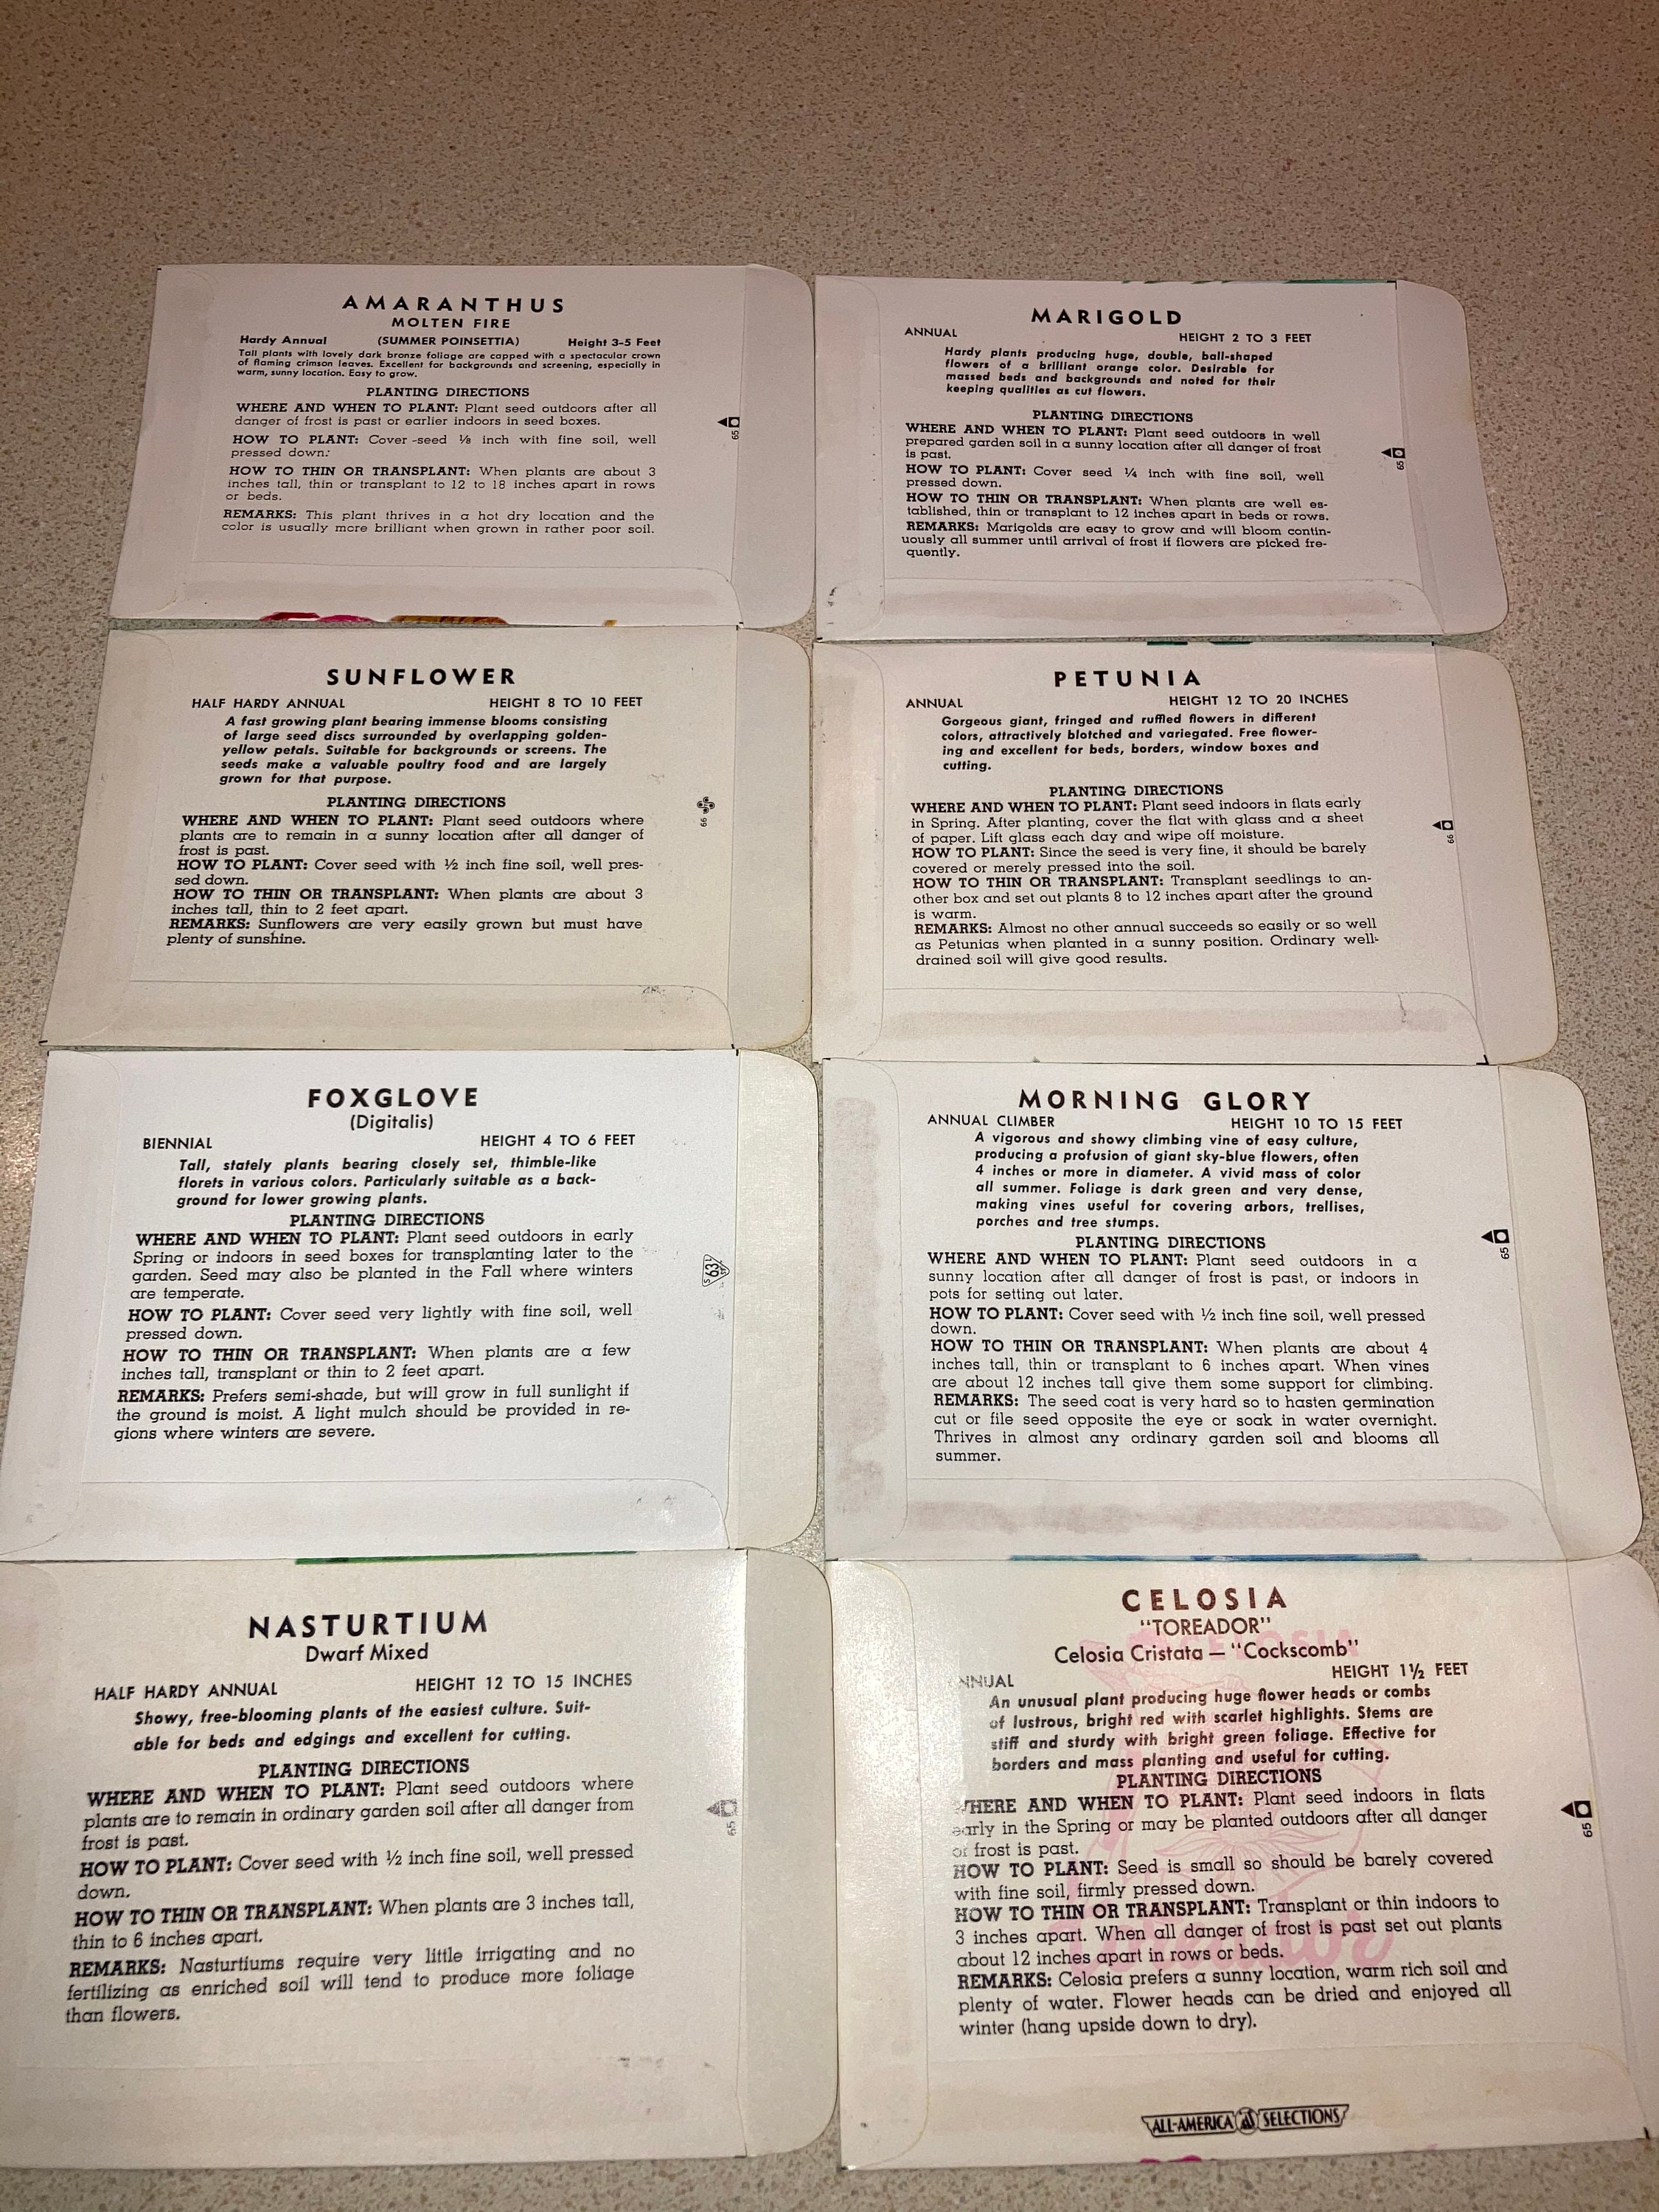 AMARANTHUS
MOLTEN FIRE
Hardy Annual (SUMMER POINSETTIA) Height 3-5 Feet
Tall plants with lovely dark bronze foliage are capped with a spectacular crown
of flaming crimson leaves. Excellent for backgrounds and screening, especially in
warm, sunny location. Easy to grow.
PLANTING DIRECTIONS
WHERE AND WHEN TO PLANT: Plant seed outdoors after all
danger of frost is past or earlier indoors in seed boxes.
HOW TO PLANT: Cover seed ⅛ inch with fine soil, well
pressed down.
HOW TO THIN OR TRANSPLANT: When plants are about 3
inches tall, thin or transplant to 12 to 18 inches apart in rows
or beds.
REMARKS: This plant thrives in a hot dry location and the
color is usually more brilliant when grown in rather poor soil.
65
MARIGOLD
ANNUAL HEIGHT 2 TO 3 FEET
Hardy plants producing huge, double, ball-shaped
flowers of a brilliant orange color. Desirable for
massed beds and backgrounds and noted for their
keeping qualities as cut flowers.
PLANTING DIRECTIONS
WHERE AND WHEN TO PLANT: Plant seed outdoors in well
prepared garden soil in a sunny location after all danger of frost
is past.
HOW TO PLANT: Cover seed ¼ inch with fine soil, well
pressed down.
HOW TO THIN OR TRANSPLANT: When plants are well es-
tablished, thin or transplant to 12 inches apart in beds or rows.
REMARKS: Marigolds are easy to grow and will bloom contin-
uously all summer until arrival of frost if flowers are picked fre-
quently.
65
SUNFLOWER
HALF HARDY ANNUAL HEIGHT 8 TO 10 FEET
A fast growing plant bearing immense blooms consisting
of large seed discs surrounded by overlapping golden-
yellow petals. Suitable for backgrounds or screens. The
seeds make a valuable poultry food and are largely
grown for that purpose.
PLANTING DIRECTIONS
WHERE AND WHEN TO PLANT: Plant seed outdoors where
plants are to remain in a sunny location after all danger of
frost is past.
HOW TO PLANT: Cover seed with ½ inch fine soil, well pres-
sed down.
HOW TO THIN OR TRANSPLANT: When plants are about 3
inches tall, thin to 2 feet apart.
REMARKS: Sunflowers are very easily grown but must have
plenty of sunshine.
66
PETUNIA
ANNUAL HEIGHT 12 TO 20 INCHES
Gorgeous giant, fringed and ruffled flowers in different
colors, attractively blotched and variegated. Free flower-
ing and excellent for beds, borders, window boxes and
cutting.
PLANTING DIRECTIONS
WHERE AND WHEN TO PLANT: Plant seed indoors in flats early
in Spring. After planting, cover the flat with glass and a sheet
of paper. Lift glass each day and wipe off moisture.
HOW TO PLANT: Since the seed is very fine, it should be barely
covered or merely pressed into the soil.
HOW TO THIN OR TRANSPLANT: Transplant seedlings to an-
other box and set out plants 8 to 12 inches apart after the ground
is warm.
REMARKS: Almost no other annual succeeds so easily or so well
as Petunias when planted in a sunny position. Ordinary well-
drained soil will give good results.
66
FOXGLOVE
(Digitalis)
BIENNIAL HEIGHT 4 TO 6 FEET
Tall, stately plants bearing closely set, thimble-like
florets in various colors. Particularly suitable as a back-
ground for lower growing plants.
PLANTING DIRECTIONS
WHERE AND WHEN TO PLANT: Plant seed outdoors in early
Spring or indoors in seed boxes for transplanting later to the
garden. Seed may also be planted in the Fall where winters
are temperate.
HOW TO PLANT: Cover seed very lightly with fine soil, well
pressed down.
HOW TO THIN OR TRANSPLANT: When plants are a few
inches tall, transplant or thin to 2 feet apart.
REMARKS: Prefers semi-shade, but will grow in full sunlight if
the ground is moist. A light mulch should be provided in re-
gions where winters are severe.
63
MORNING GLORY
ANNUAL CLIMBER HEIGHT 10 TO 15 FEET
A vigorous and showy climbing vine of easy culture,
producing a profusion of giant sky-blue flowers, often
4 inches or more in diameter. A vivid mass of color
all summer. Foliage is dark green and very dense,
making vines useful for covering arbors, trellises,
porches and tree stumps.
PLANTING DIRECTIONS
WHERE AND WHEN TO PLANT: Plant seed outdoors in a
sunny location after all danger of frost is past, or indoors in
pots for setting out later.
HOW TO PLANT: Cover seed with ½ inch fine soil, well pressed
down.
HOW TO THIN OR TRANSPLANT: When plants are about 4
inches tall, thin or transplant to 6 inches apart. When vines
are about 12 inches tall give them some support for climbing.
REMARKS: The seed coat is very hard so to hasten germination
cut or file seed opposite the eye or soak in water overnight.
Thrives in almost any ordinary garden soil and blooms all
summer.
65
NASTURTIUM
Dwarf Mixed
HALF HARDY ANNUAL HEIGHT 12 TO 15 INCHES
Showy, free-blooming plants of the easiest culture. Suit-
able for beds and edgings and excellent for cutting.
PLANTING DIRECTIONS
WHERE AND WHEN TO PLANT: Plant seed outdoors where
plants are to remain in ordinary garden soil after all danger from
frost is past.
HOW TO PLANT: Cover seed with ½ inch fine soil, well pressed
down.
HOW TO THIN OR TRANSPLANT: When plants are 3 inches tall,
thin to 6 inches apart.
REMARKS: Nasturtiums require very little irrigating and no
fertilizing as enriched soil will tend to produce more foliage
than flowers.
65
CELOSIA
"TOREADOR"
Celosia Cristata — "Cockscomb"
ANNUAL HEIGHT 1½ FEET
An unusual plant producing huge flower heads or combs
of lustrous, bright red with scarlet highlights. Stems are
stiff and sturdy with bright green foliage. Effective for
borders and mass planting and useful for cutting.
PLANTING DIRECTIONS
WHERE AND WHEN TO PLANT: Plant seed indoors in flats
early in the Spring or may be planted outdoors after all danger
of frost is past.
HOW TO PLANT: Seed is small so should be barely covered
with fine soil, firmly pressed down.
HOW TO THIN OR TRANSPLANT: Transplant or thin indoors to
3 inches apart. When all danger of frost is past set out plants
about 12 inches apart in rows or beds.
REMARKS: Celosia prefers a sunny location, warm rich soil and
plenty of water. Flower heads can be dried and enjoyed all
winter (hang upside down to dry).
65
ALL-AMERICA SELECTIONS